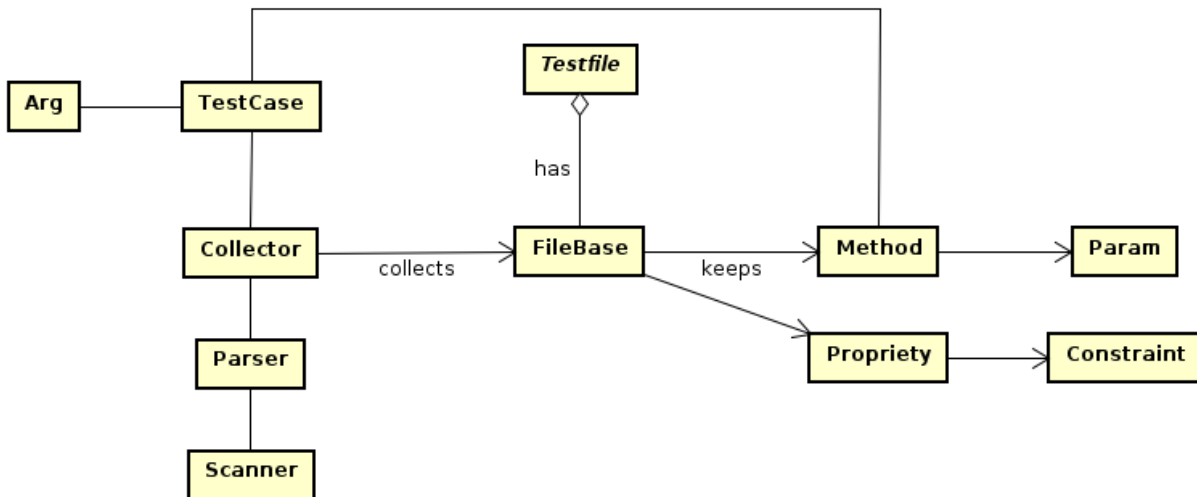 Testfile
Arg
TestCase
has
Collector
collects
FileBase
keeps
Method
Param
Parser
Propriety
Constraint
Scanner